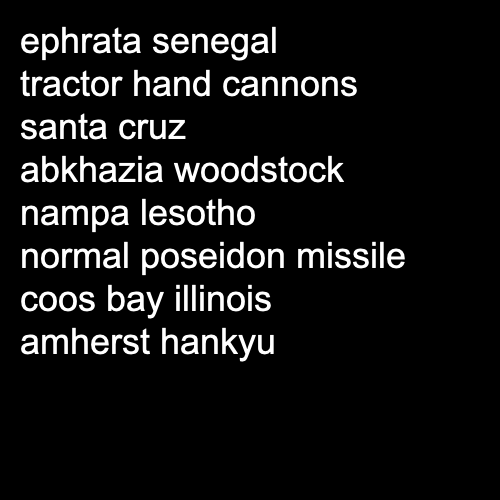 ephrata senegal
tractor hand cannons
santa cruz
abkhazia woodstock
nampa lesotho
normal poseidon missile
coos bay illinois
amherst hankyu